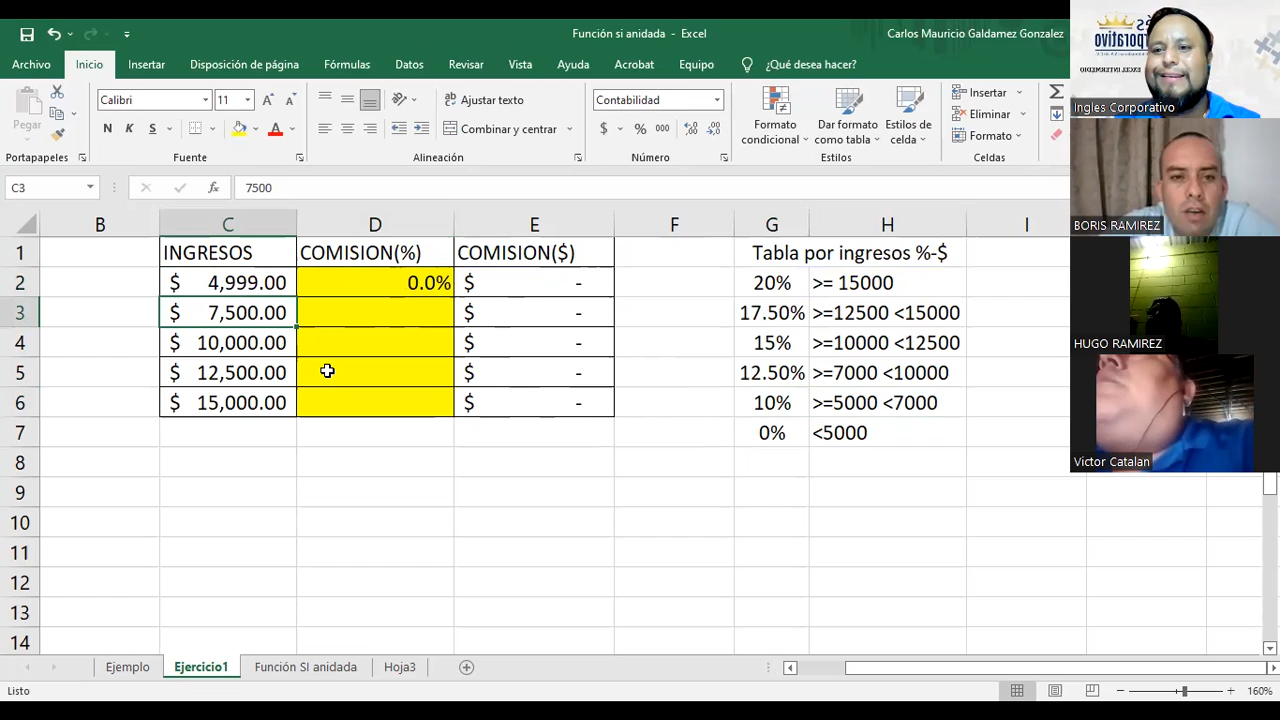 Función si anidada - Excel
Carlos Mauricio Galdamez Gonzalez
Archivo Inicio Insertar Disposición de página Fórmulas Datos Revisar Vista Ayuda Acrobat Equipo ¿Qué desea hacer?
Pegar
Calibri 11
N K S
Ajustar texto
Combinar y centrar
Contabilidad
$ % 000
Formato condicional
Dar formato como tabla
Estilos de celda
Insertar
Eliminar
Formato
Portapapeles Fuente Alineación Número Estilos Celdas
C3 fx 7500
B C D E F G H I
1 INGRESOS COMISION(%) COMISION($) Tabla por ingresos %-$
2 $ 4,999.00 0.0% $ - 20% >= 15000
3 $ 7,500.00 $ - 17.50% >=12500 <15000
4 $ 10,000.00 $ - 15% >=10000 <12500
5 $ 12,500.00 $ - 12.50% >=7000 <10000
6 $ 15,000.00 $ - 10% >=5000 <7000
7 0% <5000
8
9
10
11
12
13
14
Ejemplo Ejercicio1 Función SI anidada Hoja3
Listo 160%
Ingles Corporativo
BORIS RAMIREZ
HUGO RAMIREZ
Victor Catalan